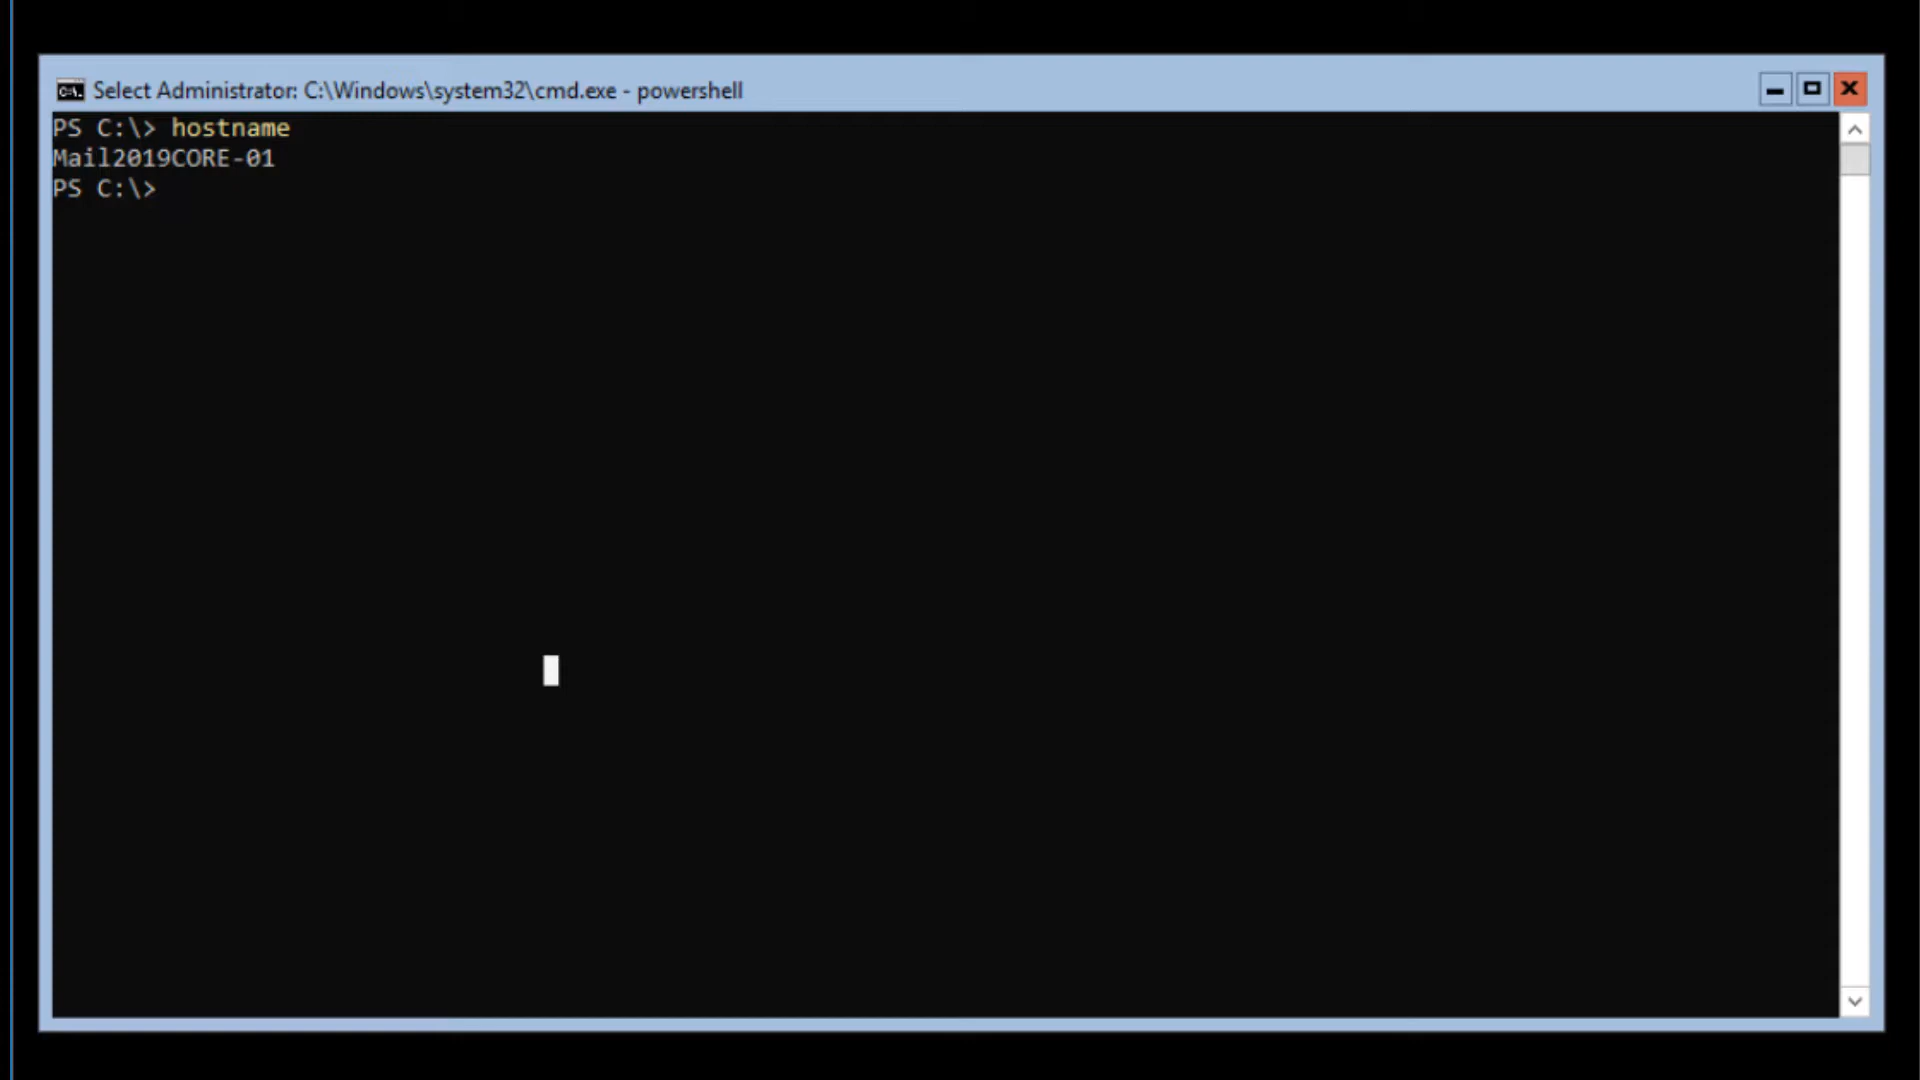 Select Administrator: C:\Windows\system32\cmd.exe - powershell
PS C:\> hostname
Mail2019CORE-01
PS C:\>